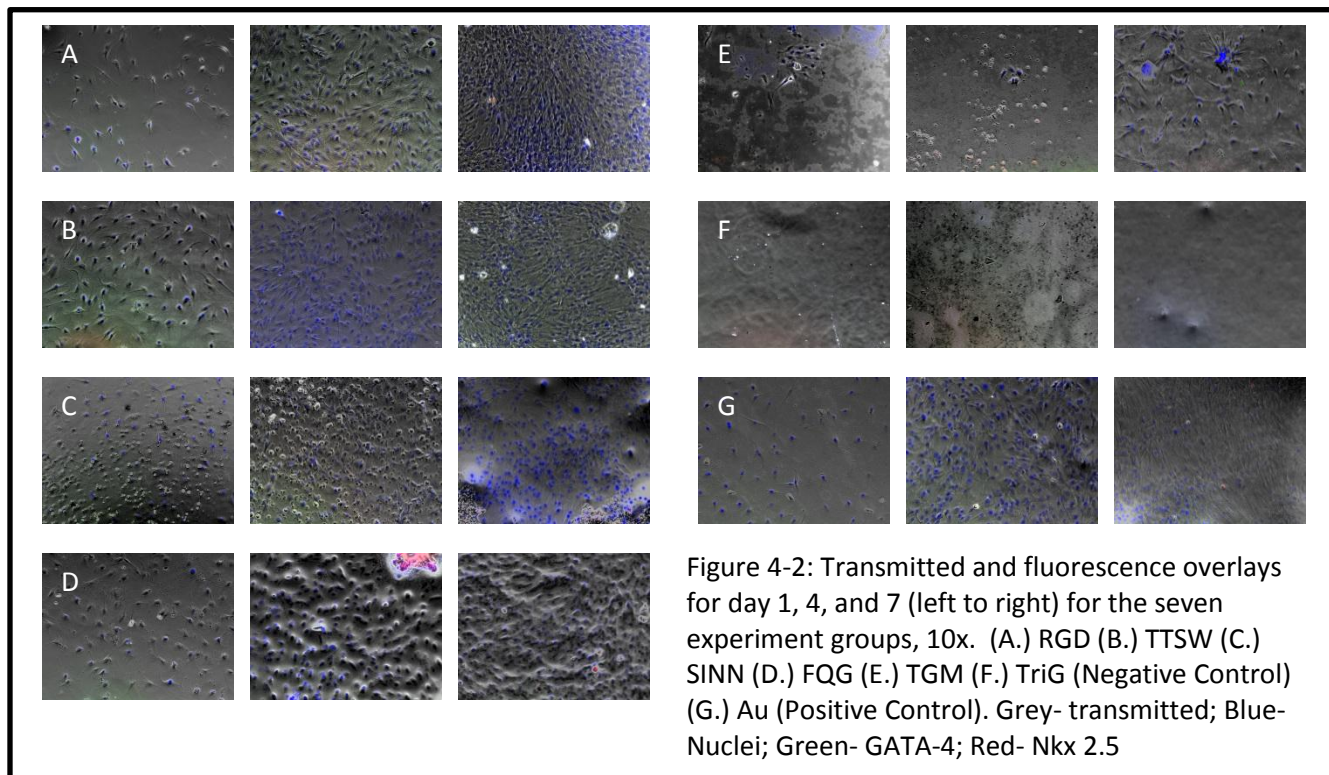 A
B
C
D
E
F
G
Figure 4-2: Transmitted and fluorescence overlays
for day 1, 4, and 7 (left to right) for the seven
experiment groups, 10x.  (A.) RGD (B.) TTSW (C.)
SINN (D.) FQG (E.) TGM (F.) TriG (Negative Control)
(G.) Au (Positive Control). Grey- transmitted; Blue-
Nuclei; Green- GATA-4; Red- Nkx 2.5